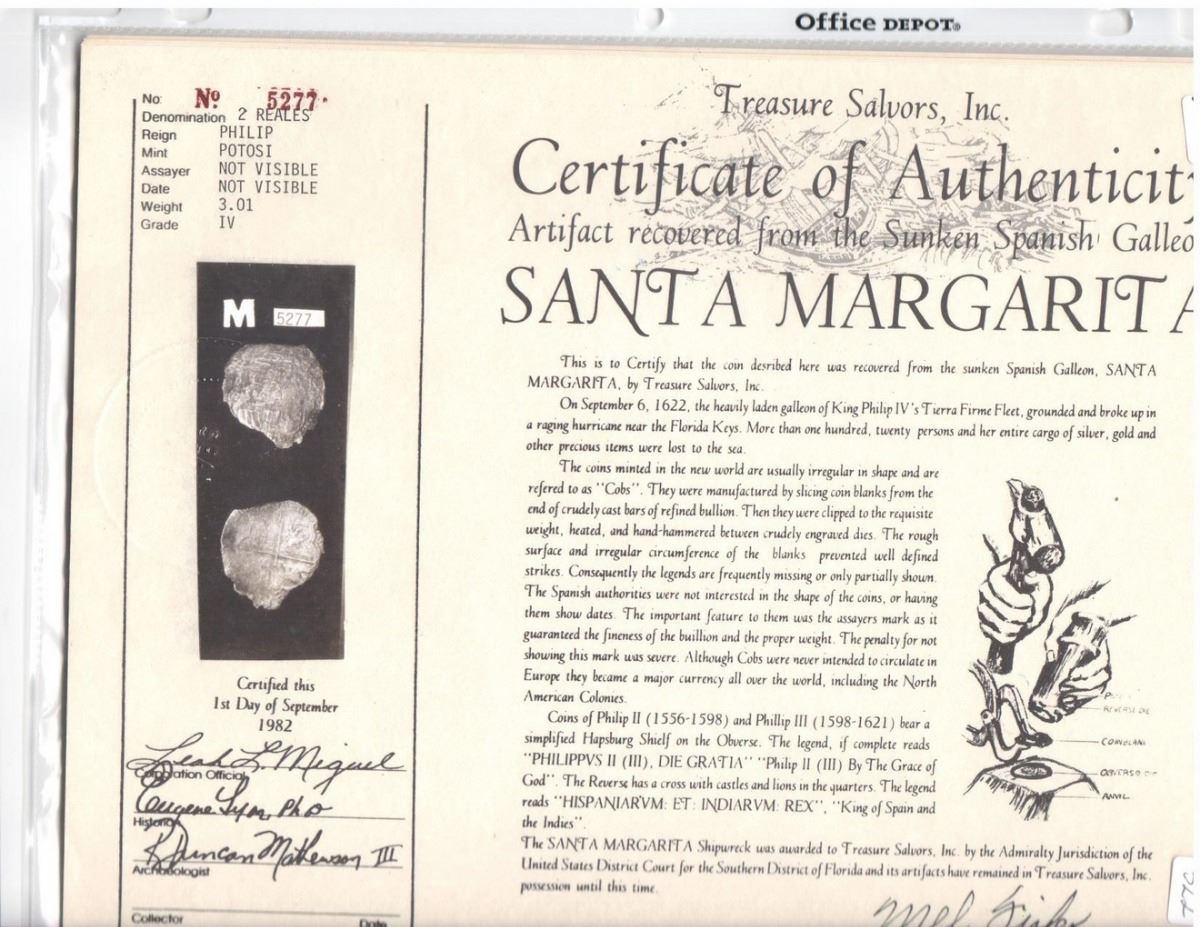 Office DEPOT®
No: Nº 5277
Denomination 2 REALES
Reign PHILIP
Mint POTOSI
Assayer NOT VISIBLE
Date NOT VISIBLE
Weight 3.01
Grade IV
M 5277
Certified this
1st Day of September
1982
Leah L. Miguel
Corporation Official
Eugene Lyon, PhD
Historian
R Duncan Mathewson III
Archaeologist
Collector Date
Treasure Salvors, Inc.
Certificate of Authenticity
Artifact recovered from the Sunken Spanish Galleo
SANTA MARGARITA
This is to Certify that the coin desribed here was recovered from the sunken Spanish Galleon, SANTA
MARGARITA, by Treasure Salvors, Inc.
On September 6, 1622, the heavily laden galleon of King Philip IV's Tierra Firme Fleet, grounded and broke up in
a raging hurricane near the Florida Keys. More than one hundred, twenty persons and her entire cargo of silver, gold and
other precious items were lost to the sea.
The coins minted in the new world are usually irregular in shape and are
refered to as "Cobs". They were manufactured by slicing coin blanks from the
end of crudely cast bars of refined bullion. Then they were clipped to the requisite
weight, heated, and hand-hammered between crudely engraved dies. The rough
surface and irregular circumference of the blanks prevented well defined
strikes. Consequently the legends are frequently missing or only partially shown.
The Spanish authorities were not interested in the shape of the coins, or having
them show dates. The important feature to them was the assayers mark as it
guaranteed the fineness of the buillion and the proper weight. The penalty for not
showing this mark was severe. Although Cobs were never intended to circulate in
Europe they became a major currency all over the world, including the North
American Colonies.
Coins of Philip II (1556-1598) and Phillip III (1598-1621) bear a
simplified Hapsburg Shielf on the Obverse. The legend, if complete reads
"PHILIPPVS II (III), DIE GRATIA" "Philip II (III) By The Grace of
God". The Reverse has a cross with castles and lions in the quarters. The legend
reads "HISPANIARVM: ET: INDIARVM: REX", "King of Spain and
the Indies".
REVERSE DIE
COIN BLANK
OBVERSE DIE
ANVIL
The SANTA MARGARITA Shipwreck was awarded to Treasure Salvors, Inc. by the Admiralty Jurisdiction of the
United States District Court for the Southern District of Florida and its artifacts have remained in Treasure Salvors, Inc.
possession until this time.
Mel Fisher